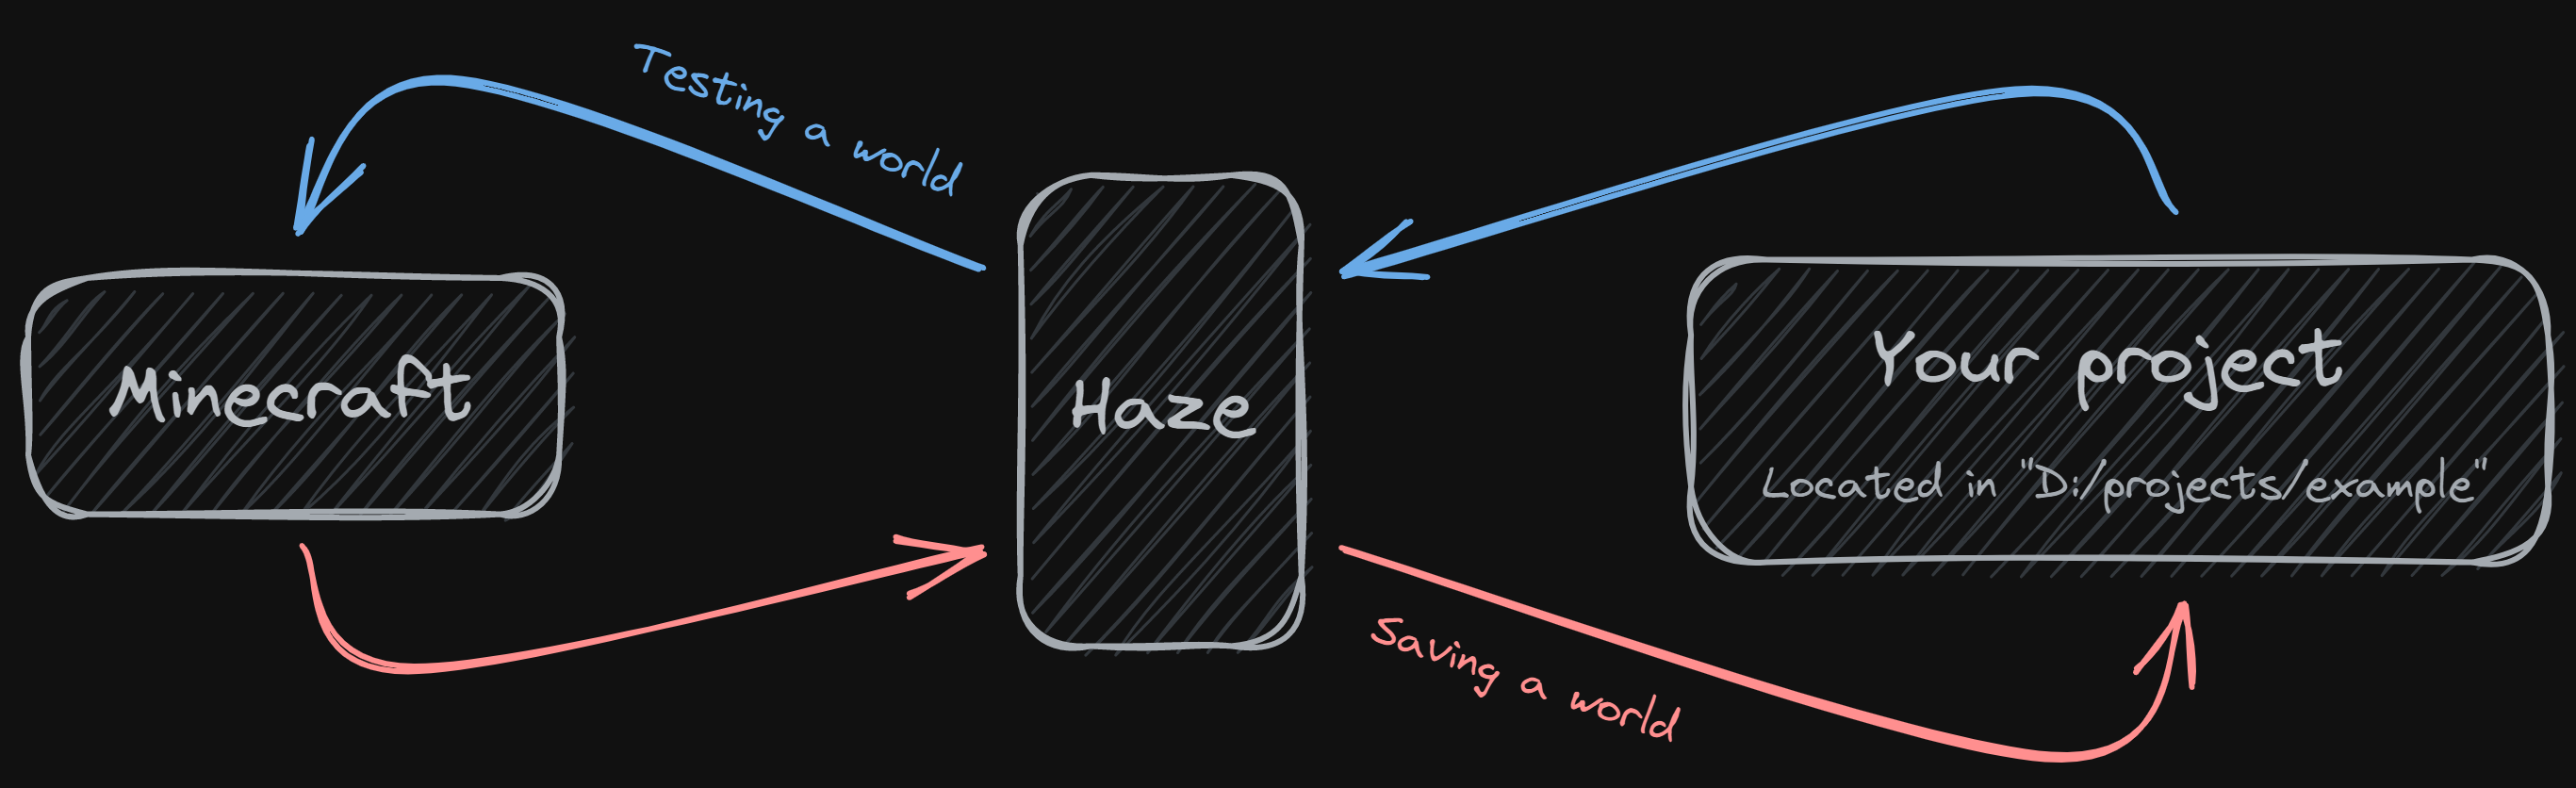 Testing a world
Minecraft
Haze
Your project
Located in "D:/projects/example"
Saving a world